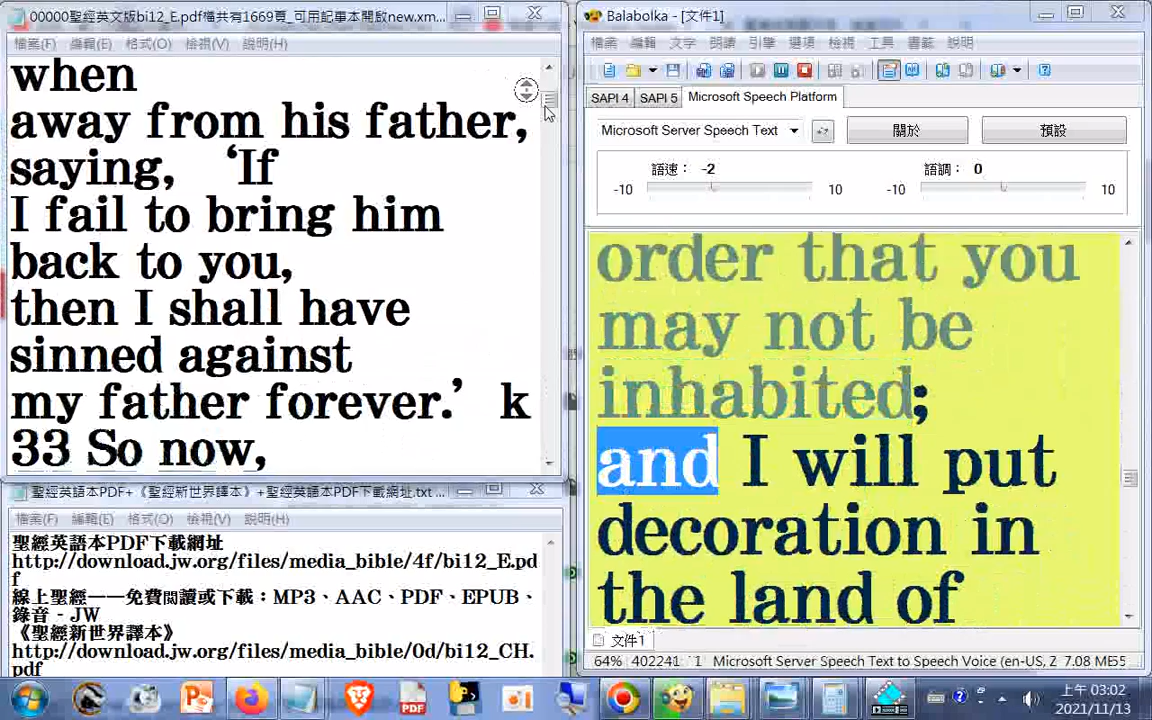 00000聖經英文版bi12_E.pdf檔共有1669頁_可用記事本開啟new.xm...
檔案(F) 編輯(E) 格式(O) 檢視(V) 說明(H)
when
away from his father,
saying, ‘If
I fail to bring him
back to you,
then I shall have
sinned against
my father forever.’ k
33 So now,
聖經英語本PDF+《聖經新世界譯本》+聖經英語本PDF下載網址.txt ...
檔案(F) 編輯(E) 格式(O) 檢視(V) 說明(H)
聖經英語本PDF下載網址
http://download.jw.org/files/media_bible/4f/bi12_E.pd
f
線上聖經——免費閱讀或下載：MP3、AAC、PDF、EPUB、
錄音 - JW
《聖經新世界譯本》
http://download.jw.org/files/media_bible/0d/bi12_CH.
pdf
Balabolka - [文件1]
檔案 編輯 文字 朗讀 引擎 選項 檢視 工具 書籤 說明
SAPI 4 SAPI 5 Microsoft Speech Platform
Microsoft Server Speech Text 關於 預設
語速： -2 語調： 0
-10 10 -10 10
order that you
may not be
inhabited;
and I will put
decoration in
the land of
文件1
64% 402241 Microsoft Server Speech Text to Speech Voice (en-US, 2 7.08 ME55
上午 03:02
2021/11/13